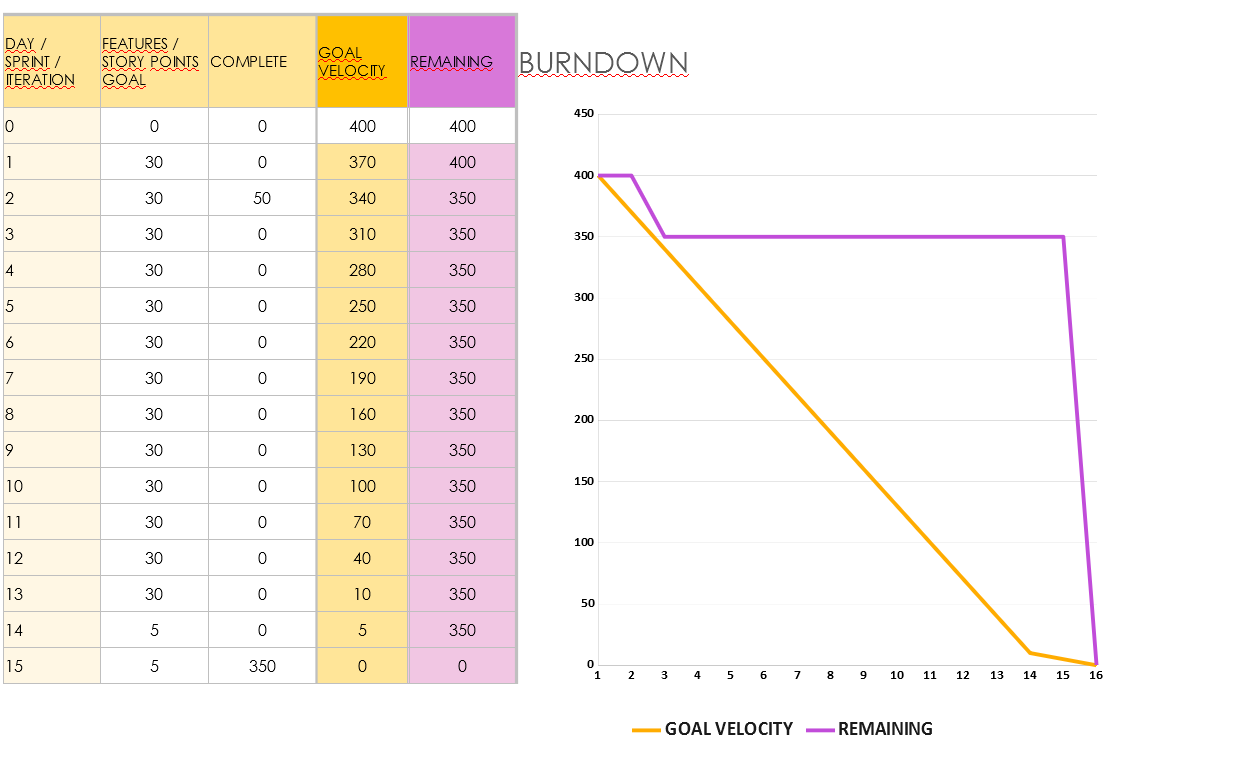 DAY /
SPRINT /
ITERATION
FEATURES /
STORY POINTS
GOAL
COMPLETE
GOAL
VELOCITY
REMAINING
BURNDOWN
0 0 0 400 400
1 30 0 370 400
2 30 50 340 350
3 30 0 310 350
4 30 0 280 350
5 30 0 250 350
6 30 0 220 350
7 30 0 190 350
8 30 0 160 350
9 30 0 130 350
10 30 0 100 350
11 30 0 70 350
12 30 0 40 350
13 30 0 10 350
14 5 0 5 350
15 5 350 0 0
450
400
350
300
250
200
150
100
50
0
1 2 3 4 5 6 7 8 9 10 11 12 13 14 15 16
GOAL VELOCITY REMAINING